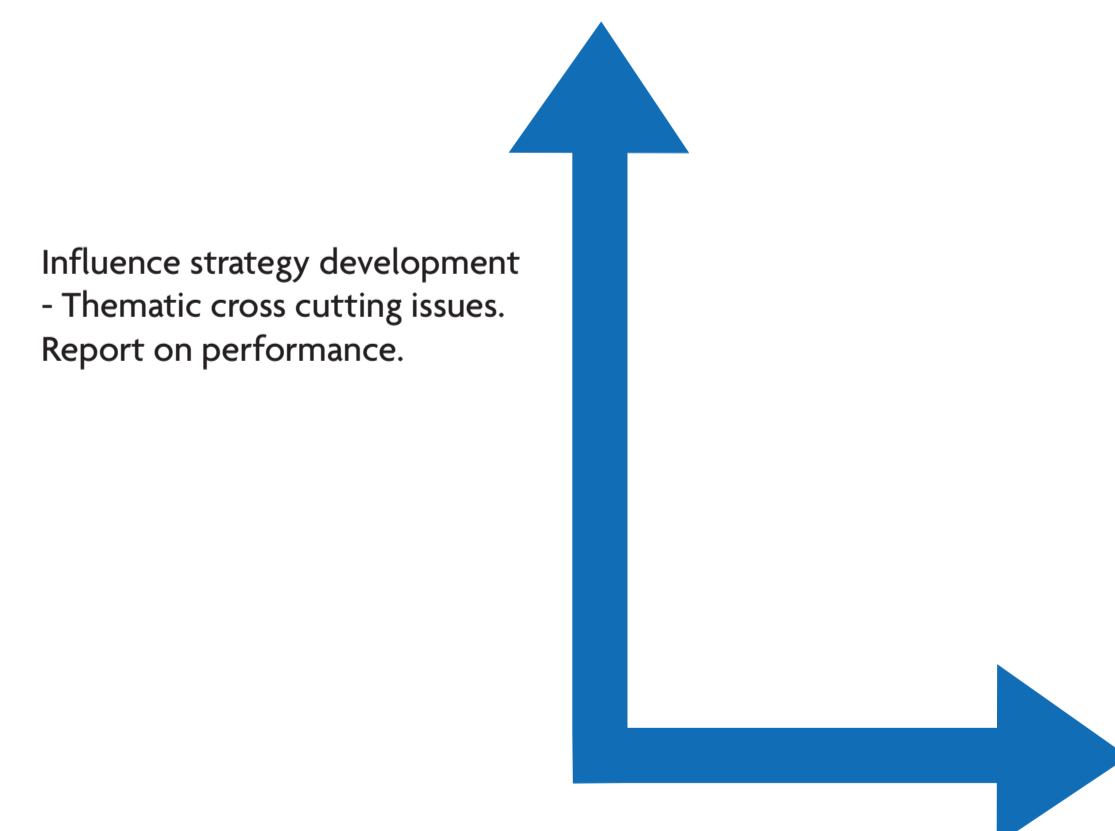 Influence strategy development
- Thematic cross cutting issues.
Report on performance.